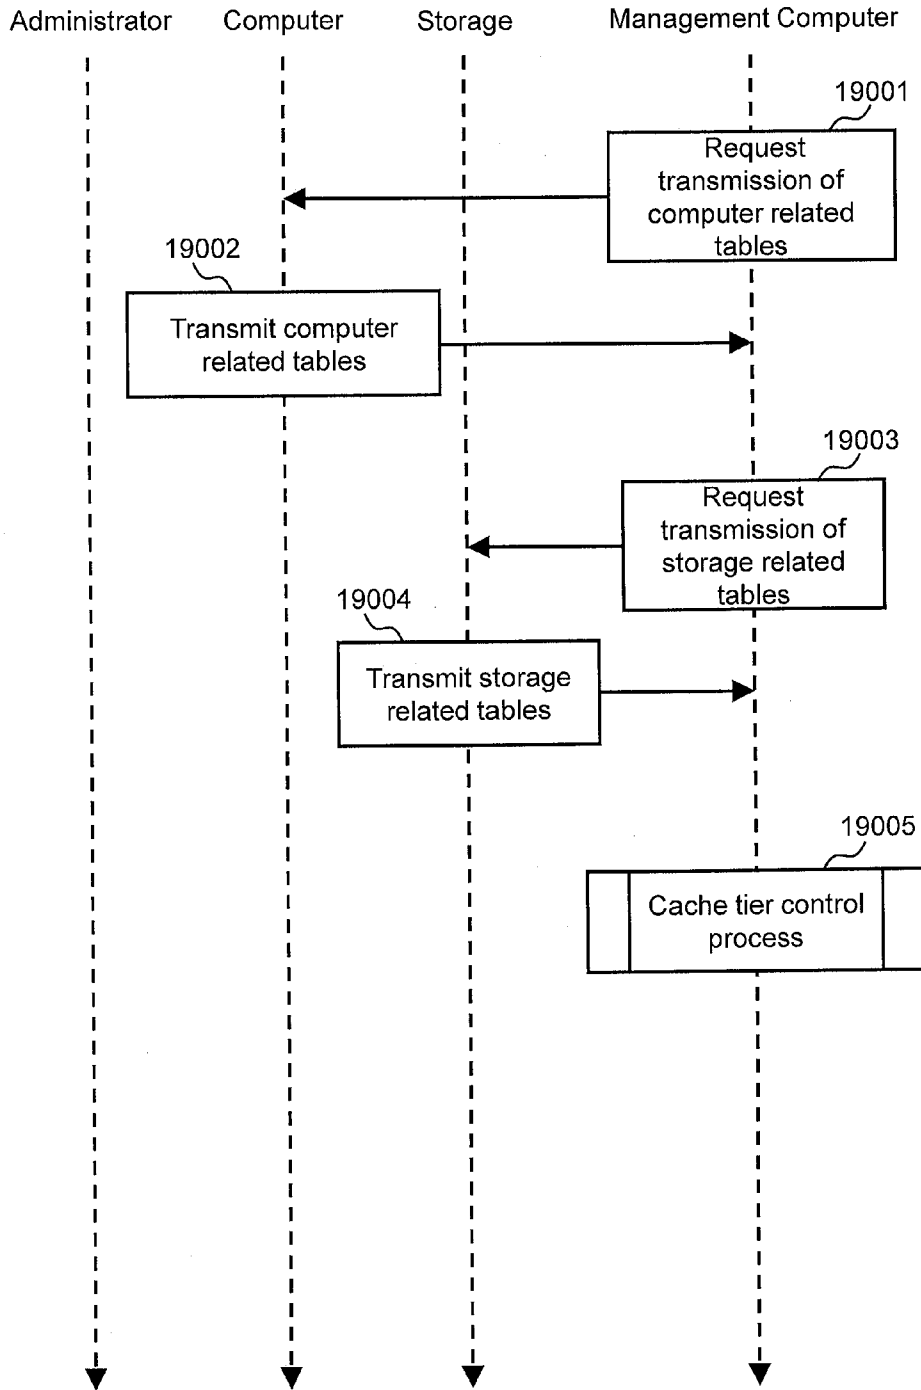 Administrator
Computer
Storage
Management Computer
19001
Request
transmission of
computer related
tables
19002
Transmit computer
related tables
19003
Request
transmission of
storage related
tables
19004
Transmit storage
related tables
19005
Cache tier control
process